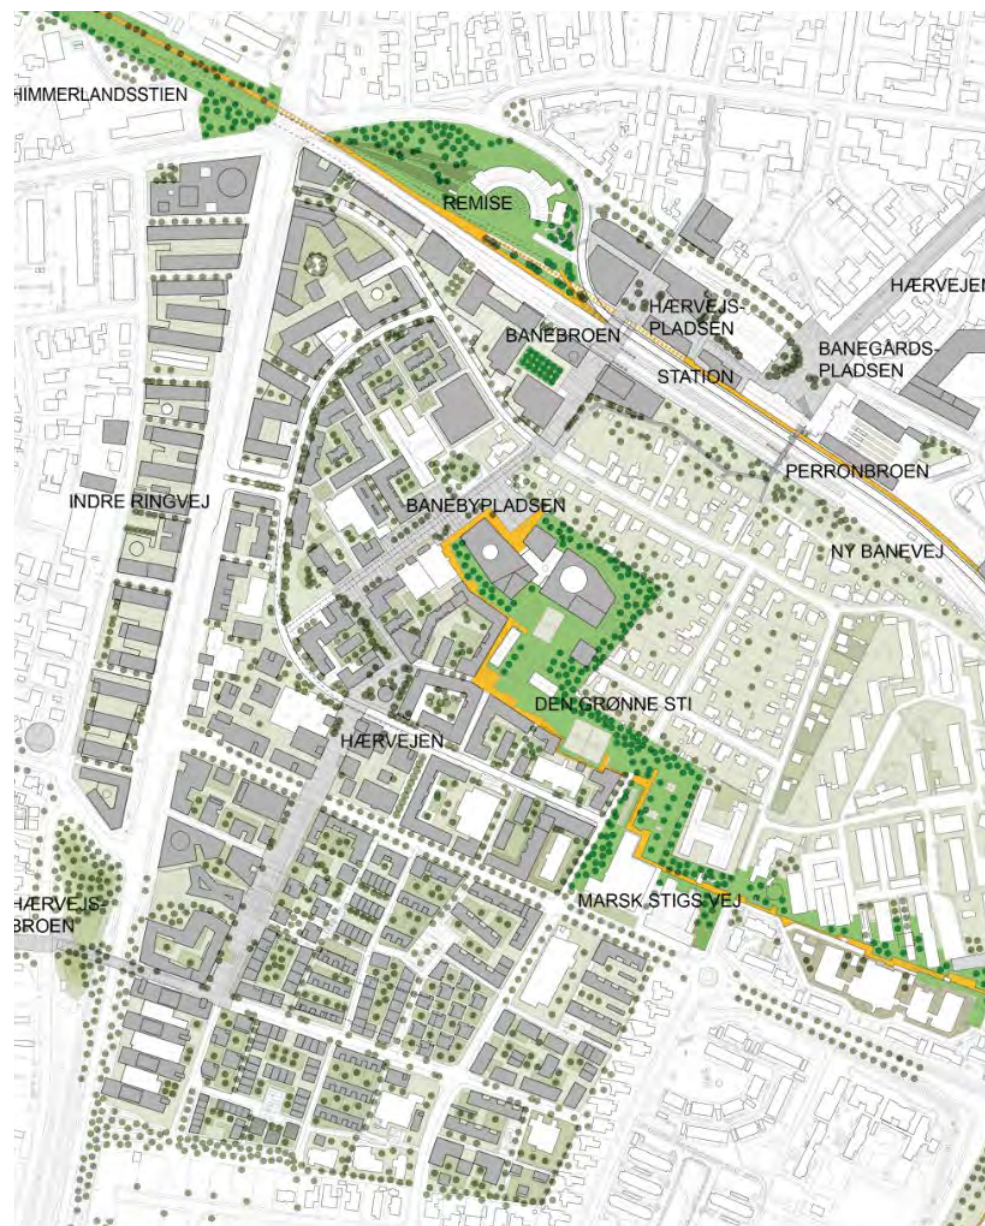 HIMMERLANDSSTIEN
REMISE
HÆRVEJEN
HÆRVEJS-
PLADSEN
BANEBROEN
BANEGÅRDS-
PLADSEN
STATION
PERRONBROEN
INDRE RINGVEJ
BANEBYPLADSEN
NY BANEVEJ
DEN GRØNNE STI
HÆRVEJEN
MARSK STIGS VEJ
HÆRVEJS-
BROEN